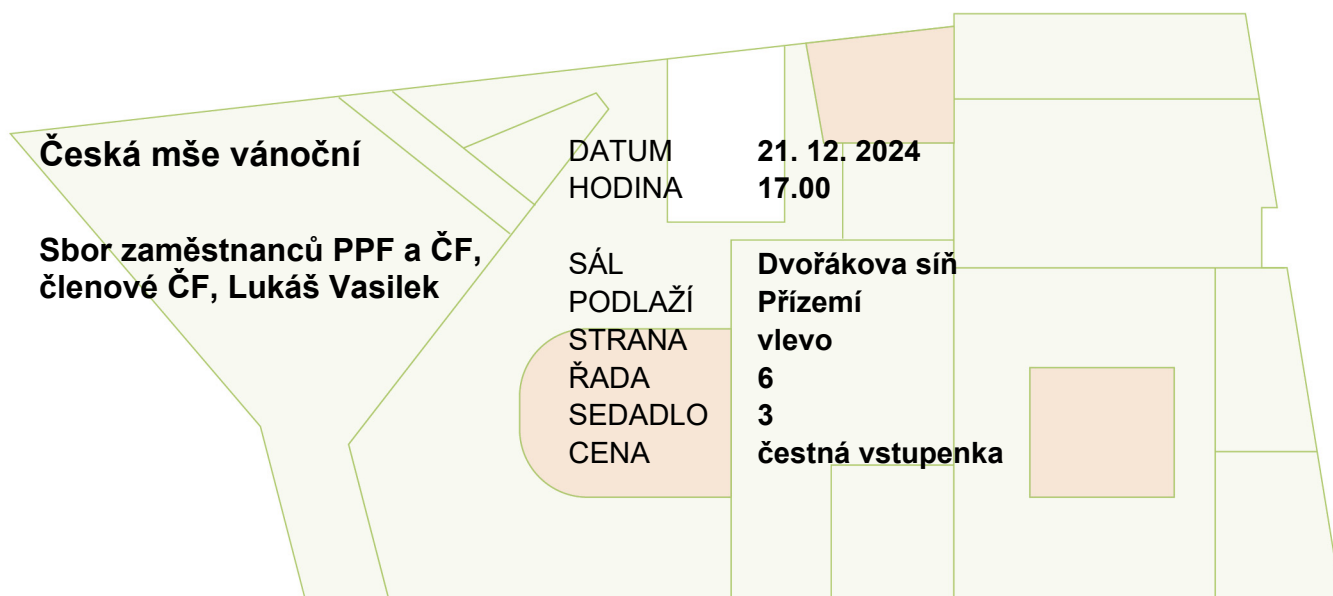 Česká mše vánoční
Sbor zaměstnanců PPF a ČF,
členové ČF, Lukáš Vasilek
DATUM 21. 12. 2024
HODINA 17.00
SÁL Dvořákova síň
PODLAŽÍ Přízemí
STRANA vlevo
ŘADA 6
SEDADLO 3
CENA čestná vstupenka